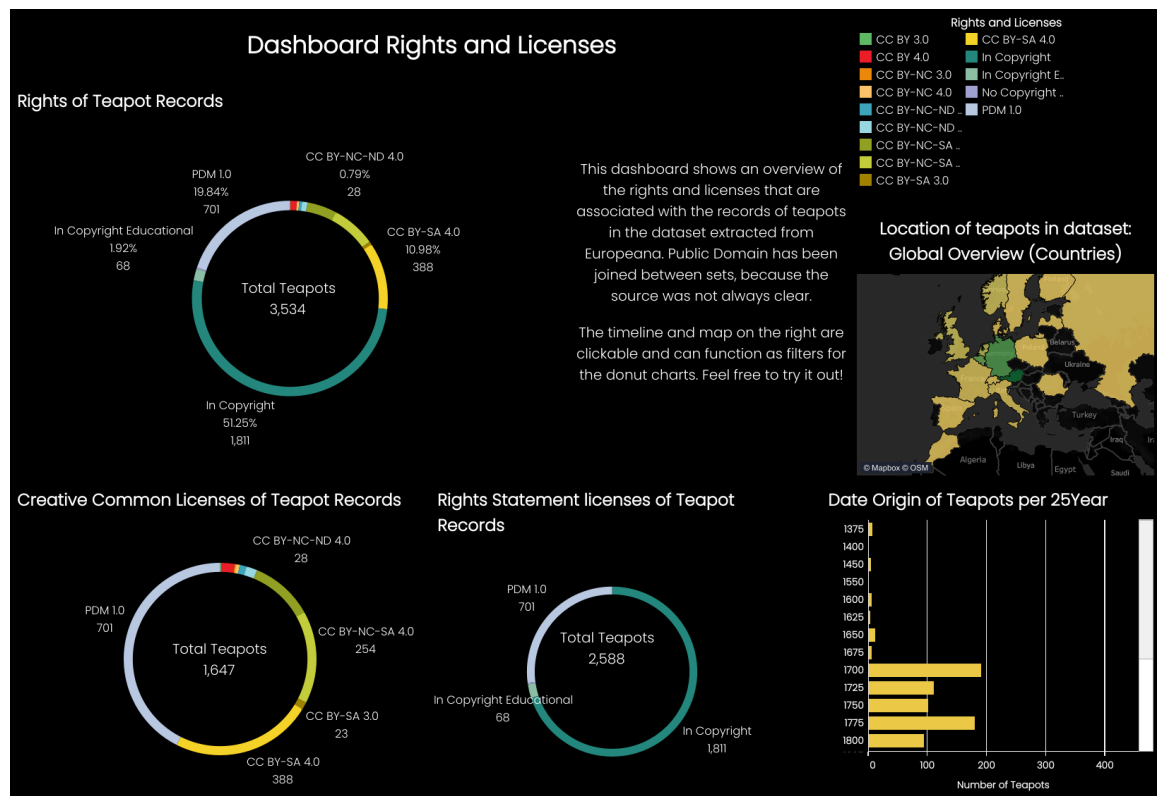 Dashboard Rights and Licenses
Rights and Licenses
CC BY 3.0
CC BY 4.0
CC BY-NC 3.0
CC BY-NC 4.0
CC BY-NC-ND ..
CC BY-NC-ND ..
CC BY-NC-SA ..
CC BY-NC-SA ..
CC BY-SA 3.0
CC BY-SA 4.0
In Copyright
In Copyright E..
No Copyright ..
PDM 1.0
Rights of Teapot Records
CC BY-NC-ND 4.0
0.79%
28
PDM 1.0
19.84%
701
In Copyright Educational
1.92%
68
CC BY-SA 4.0
10.98%
388
Total Teapots
3,534
In Copyright
51.25%
1,811
This dashboard shows an overview of
the rights and licenses that are
associated with the records of teapots
in the dataset extracted from
Europeana. Public Domain has been
joined between sets, because the
source was not always clear.
The timeline and map on the right are
clickable and can function as filters for
the donut charts. Feel free to try it out!
Location of teapots in dataset:
Global Overview (Countries)
Belarus
Ukraine
Turkey
Iraq
Algeria
Libya
Egypt
Saudi
© Mapbox © OSM
Creative Common Licenses of Teapot Records
CC BY-NC-ND 4.0
28
PDM 1.0
701
Total Teapots
1,647
CC BY-NC-SA 4.0
254
CC BY-SA 3.0
23
CC BY-SA 4.0
388
Rights Statement licenses of Teapot
Records
PDM 1.0
701
Total Teapots
2,588
In Copyright Educational
68
In Copyright
1,811
Date Origin of Teapots per 25Year
1375
1400
1450
1550
1600
1625
1650
1675
1700
1725
1750
1775
1800
0 100 200 300 400
Number of Teapots